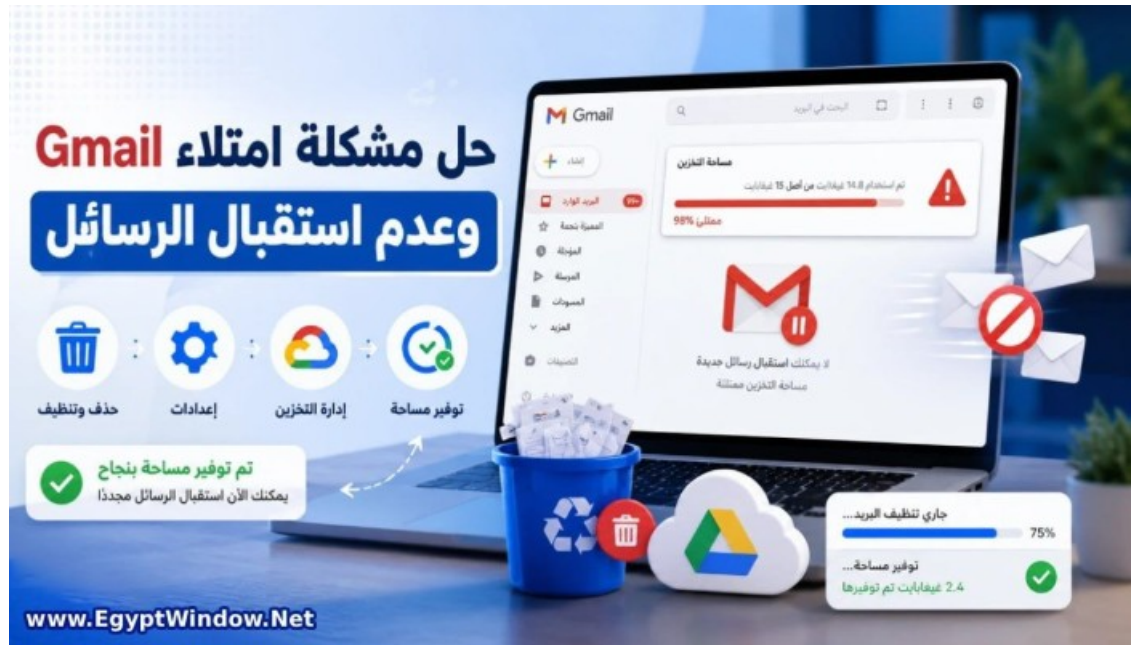 حل مشكلة امتلاء Gmail
وعدم استقبال الرسائل
توفير مساحة
إدارة التخزين
إعدادات
حذف وتنظيف
تم توفير مساحة بنجاح
يمكنك الآن استقبال الرسائل مجددًا
Gmail
البحث في البريد
إنشاء
مساحة التخزين
تم استخدام 14.8 غيغابايت من أصل 15 غيغابايت
ممتلئ 98%
البريد الوارد
99+
المميزة بنجمة
المؤجلة
المرسلة
المسودات
المزيد
التصنيفات
لا يمكنك استقبال رسائل جديدة
مساحة التخزين ممتلئة
جاري تنظيف البريد...
75%
توفير مساحة...
2.4 غيغابايت تم توفيرها
www.EgyptWindow.Net